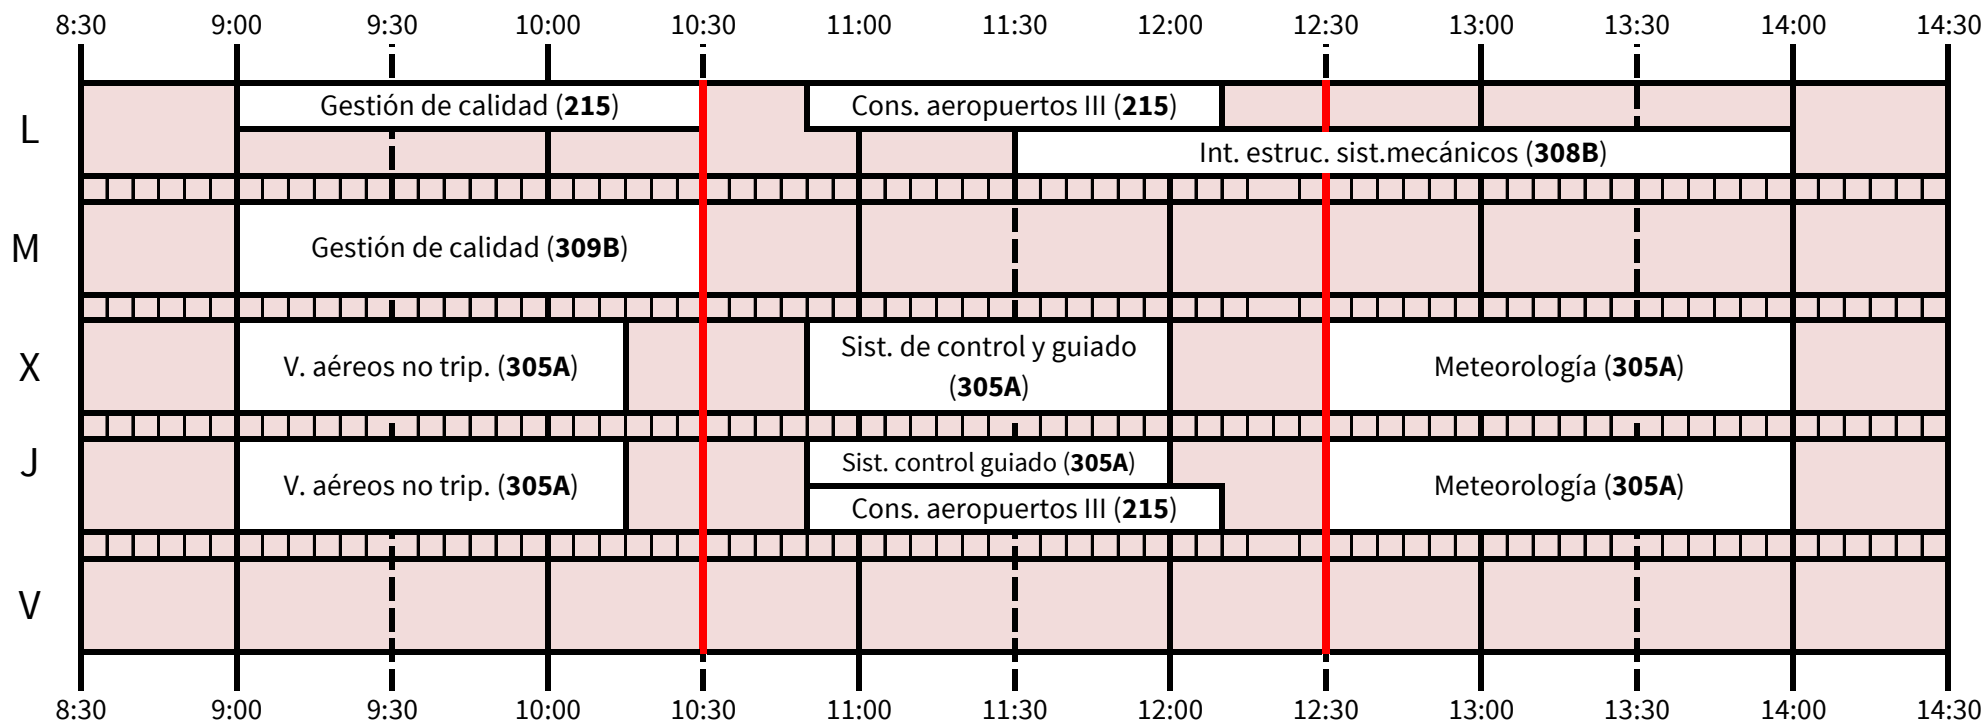 8:30 9:00 9:30 10:00 10:30 11:00 11:30 12:00 12:30 13:00 13:30 14:00 14:30
L
Gestión de calidad (215)
Cons. aeropuertos III (215)
Int. estruc. sist.mecánicos (308B)
M
Gestión de calidad (309B)
X
V. aéreos no trip. (305A)
Sist. de control y guiado
(305A)
Meteorología (305A)
J
V. aéreos no trip. (305A)
Sist. control guiado (305A)
Cons. aeropuertos III (215)
Meteorología (305A)
V
8:30 9:00 9:30 10:00 10:30 11:00 11:30 12:00 12:30 13:00 13:30 14:00 14:30